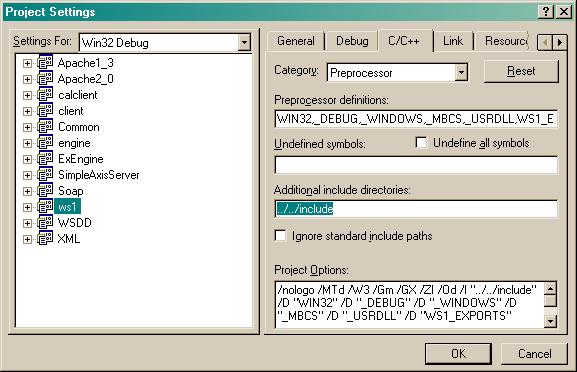 Project Settings
Settings For: Win32 Debug
Apache1_3
Apache2_0
calclient
client
Common
engine
ExEngine
SimpleAxisServer
Soap
ws1
WSDD
XML
General Debug C/C++ Link Resourc
Category: Preprocessor Reset
Preprocessor definitions:
WIN32,_DEBUG,_WINDOWS,_MBCS,_USRDLL,WS1_E
Undefined symbols: Undefine all symbols
Additional include directories:
../../include
Ignore standard include paths
Project Options:
/nologo /MTd /W3 /Gm /GX /ZI /Od /I "../../include"
/D "WIN32" /D "_DEBUG" /D "_WINDOWS" /D
"_MBCS" /D "_USRDLL" /D "WS1_EXPORTS"
OK Cancel